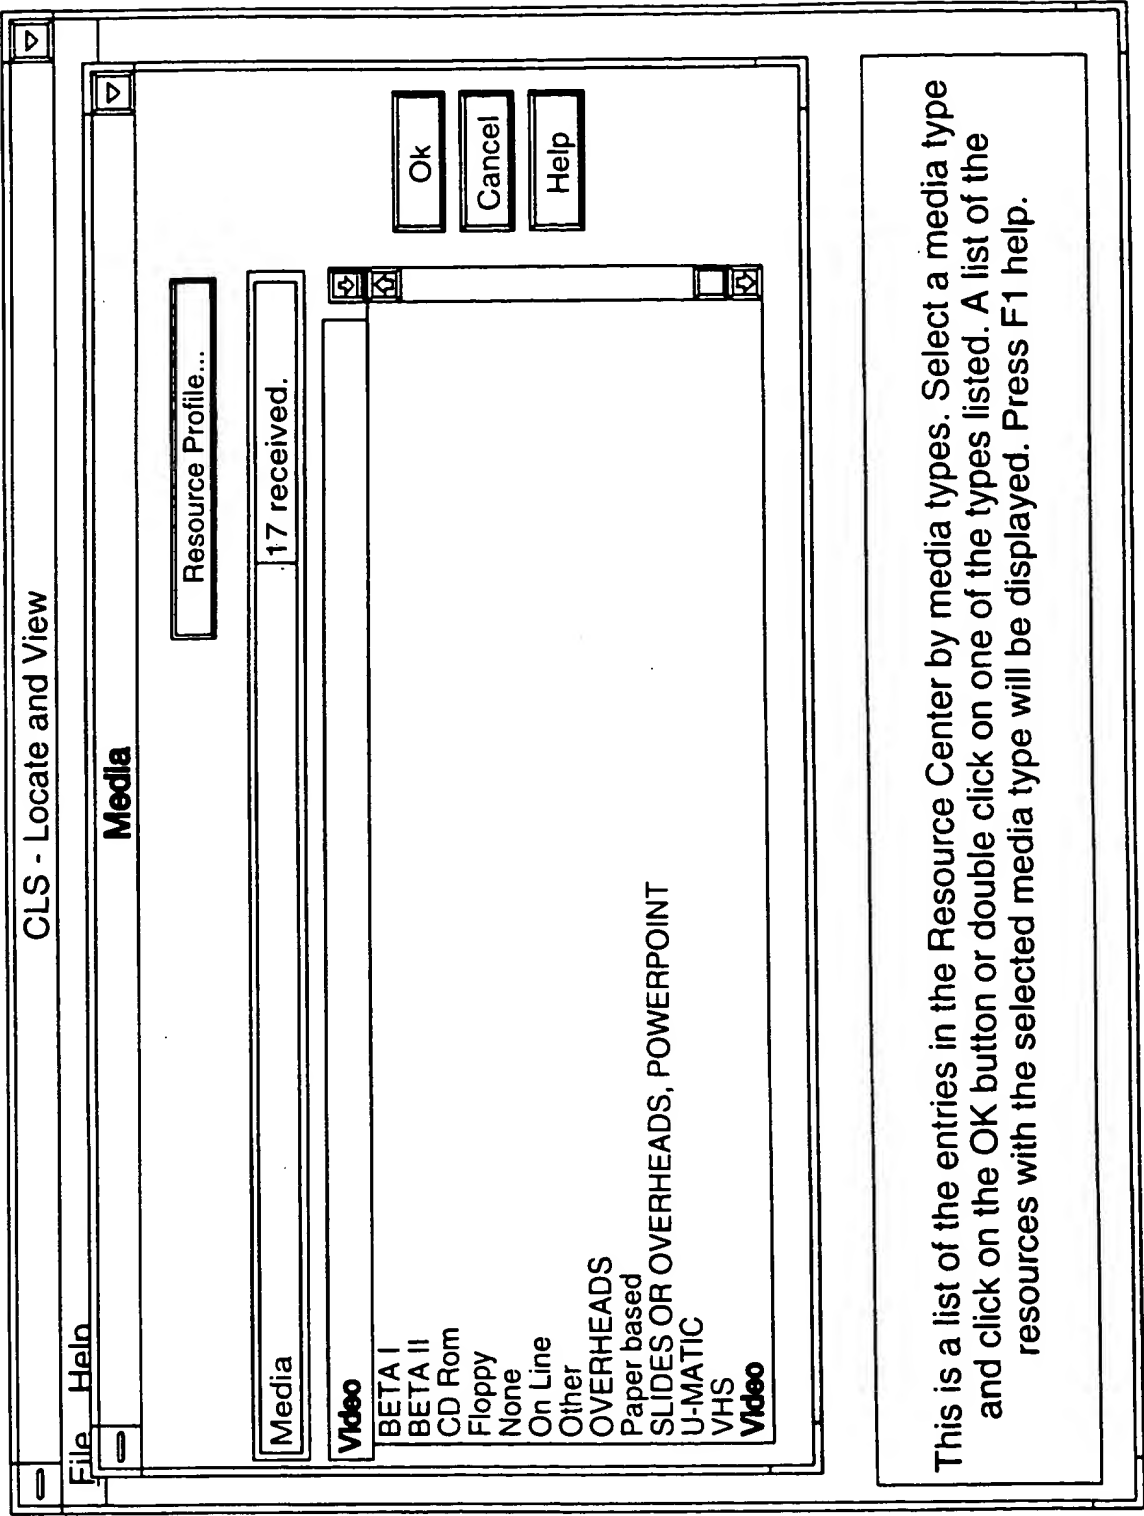 CLS - Locate and View
File Help
Media
Resource Profile...
Media
17 received.
Video
BETA I
BETA II
CD Rom
Floppy
None
On Line
Other
OVERHEADS
Paper based
SLIDES OR OVERHEADS, POWERPOINT
U-MATIC
VHS
Video
Ok
Cancel
Help
This is a list of the entries in the Resource Center by media types. Select a media type
and click on the OK button or double click on one of the types listed. A list of the
resources with the selected media type will be displayed. Press F1 help.